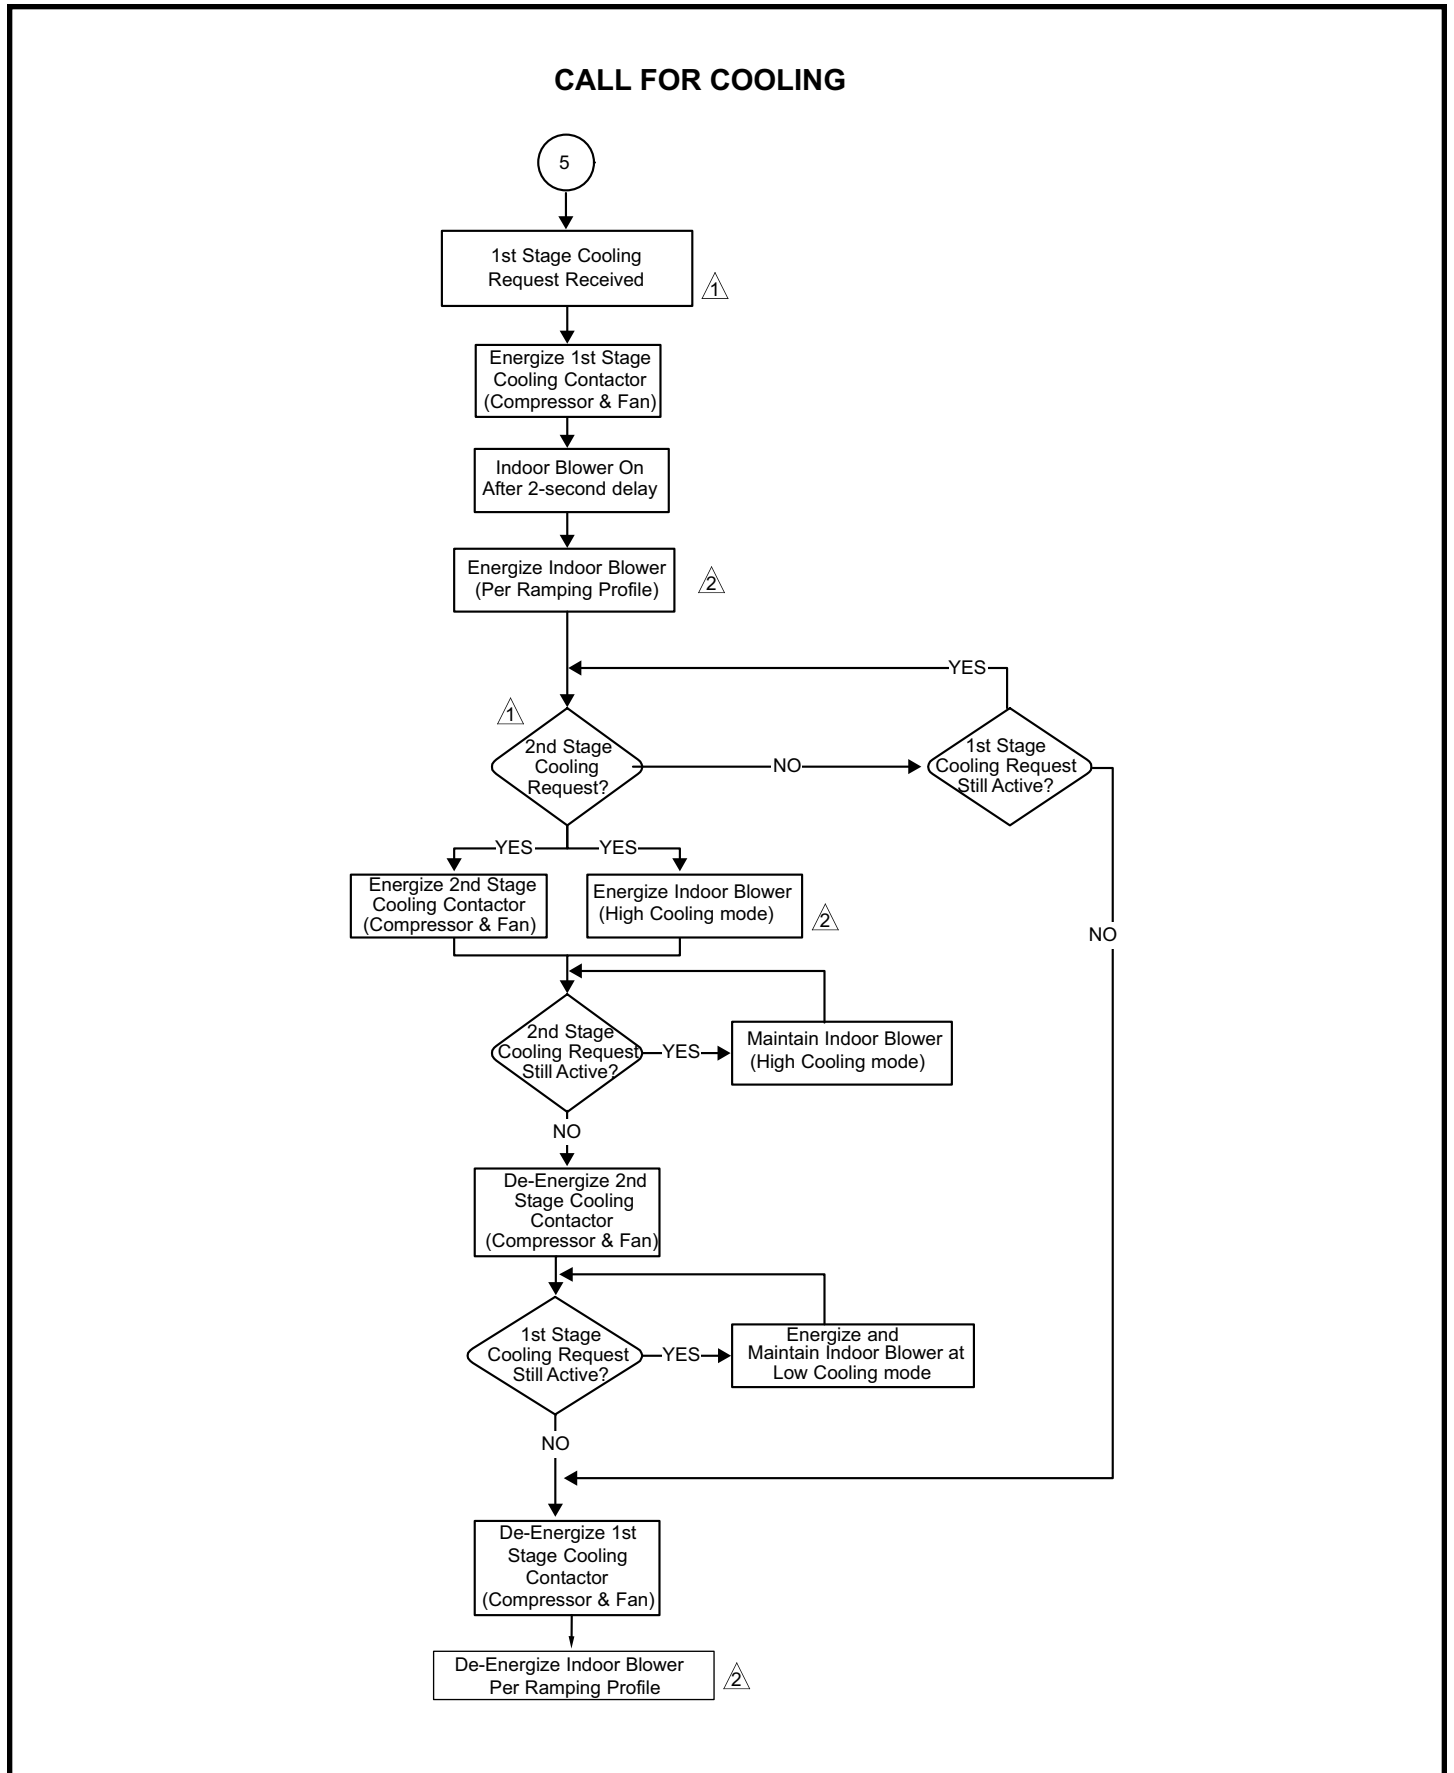 CALL FOR COOLING
5
1st Stage Cooling
Request Received
1
Energize 1st Stage
Cooling Contactor
(Compressor & Fan)
Indoor Blower On
After 2-second delay
Energize Indoor Blower
(Per Ramping Profile)
2
YES
1
2nd Stage
Cooling
Request?
NO
1st Stage
Cooling Request
Still Active?
YES
YES
Energize 2nd Stage
Cooling Contactor
(Compressor & Fan)
Energize Indoor Blower
(High Cooling mode)
2
NO
2nd Stage
Cooling Request
Still Active?
YES
Maintain Indoor Blower
(High Cooling mode)
NO
De-Energize 2nd
Stage Cooling
Contactor
(Compressor & Fan)
1st Stage
Cooling Request
Still Active?
YES
Energize and
Maintain Indoor Blower at
Low Cooling mode
NO
De-Energize 1st
Stage Cooling
Contactor
(Compressor & Fan)
De-Energize Indoor Blower
Per Ramping Profile
2